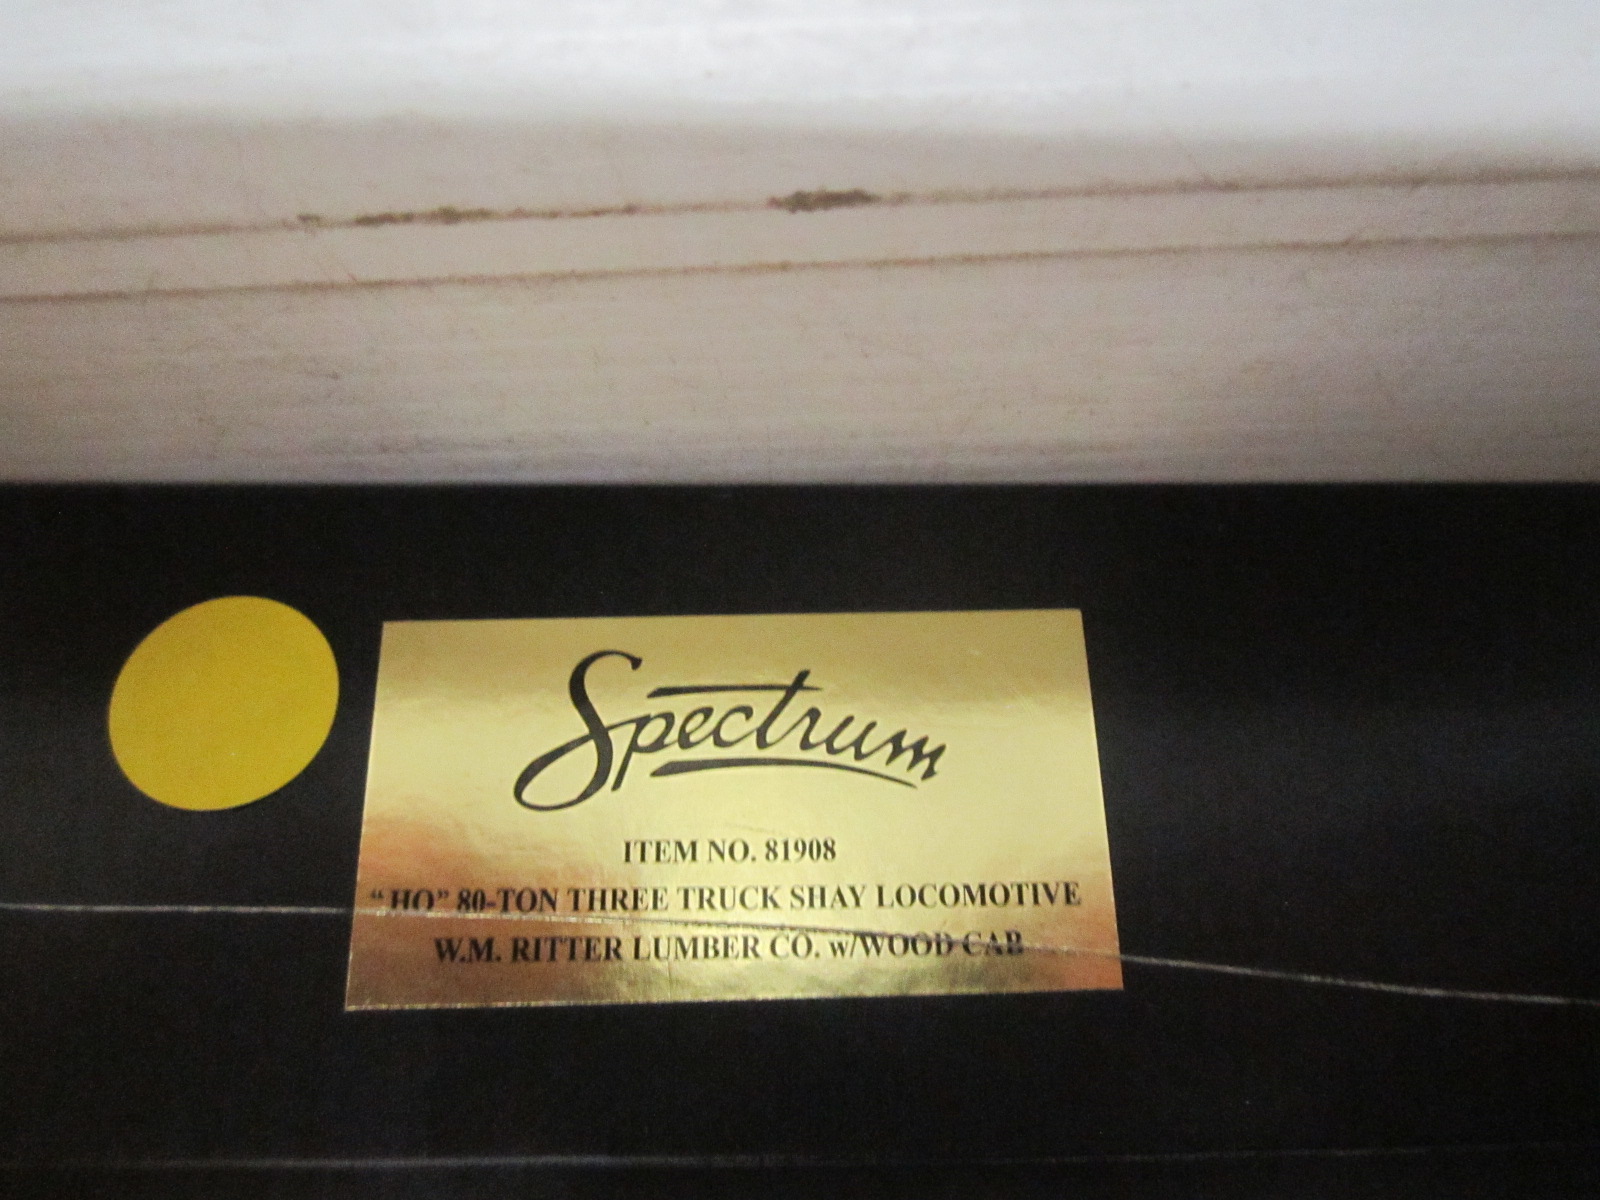 Spectrum
ITEM NO. 81908
"HO" 80-TON THREE TRUCK SHAY LOCOMOTIVE
W.M. RITTER LUMBER CO. w/WOOD CAB